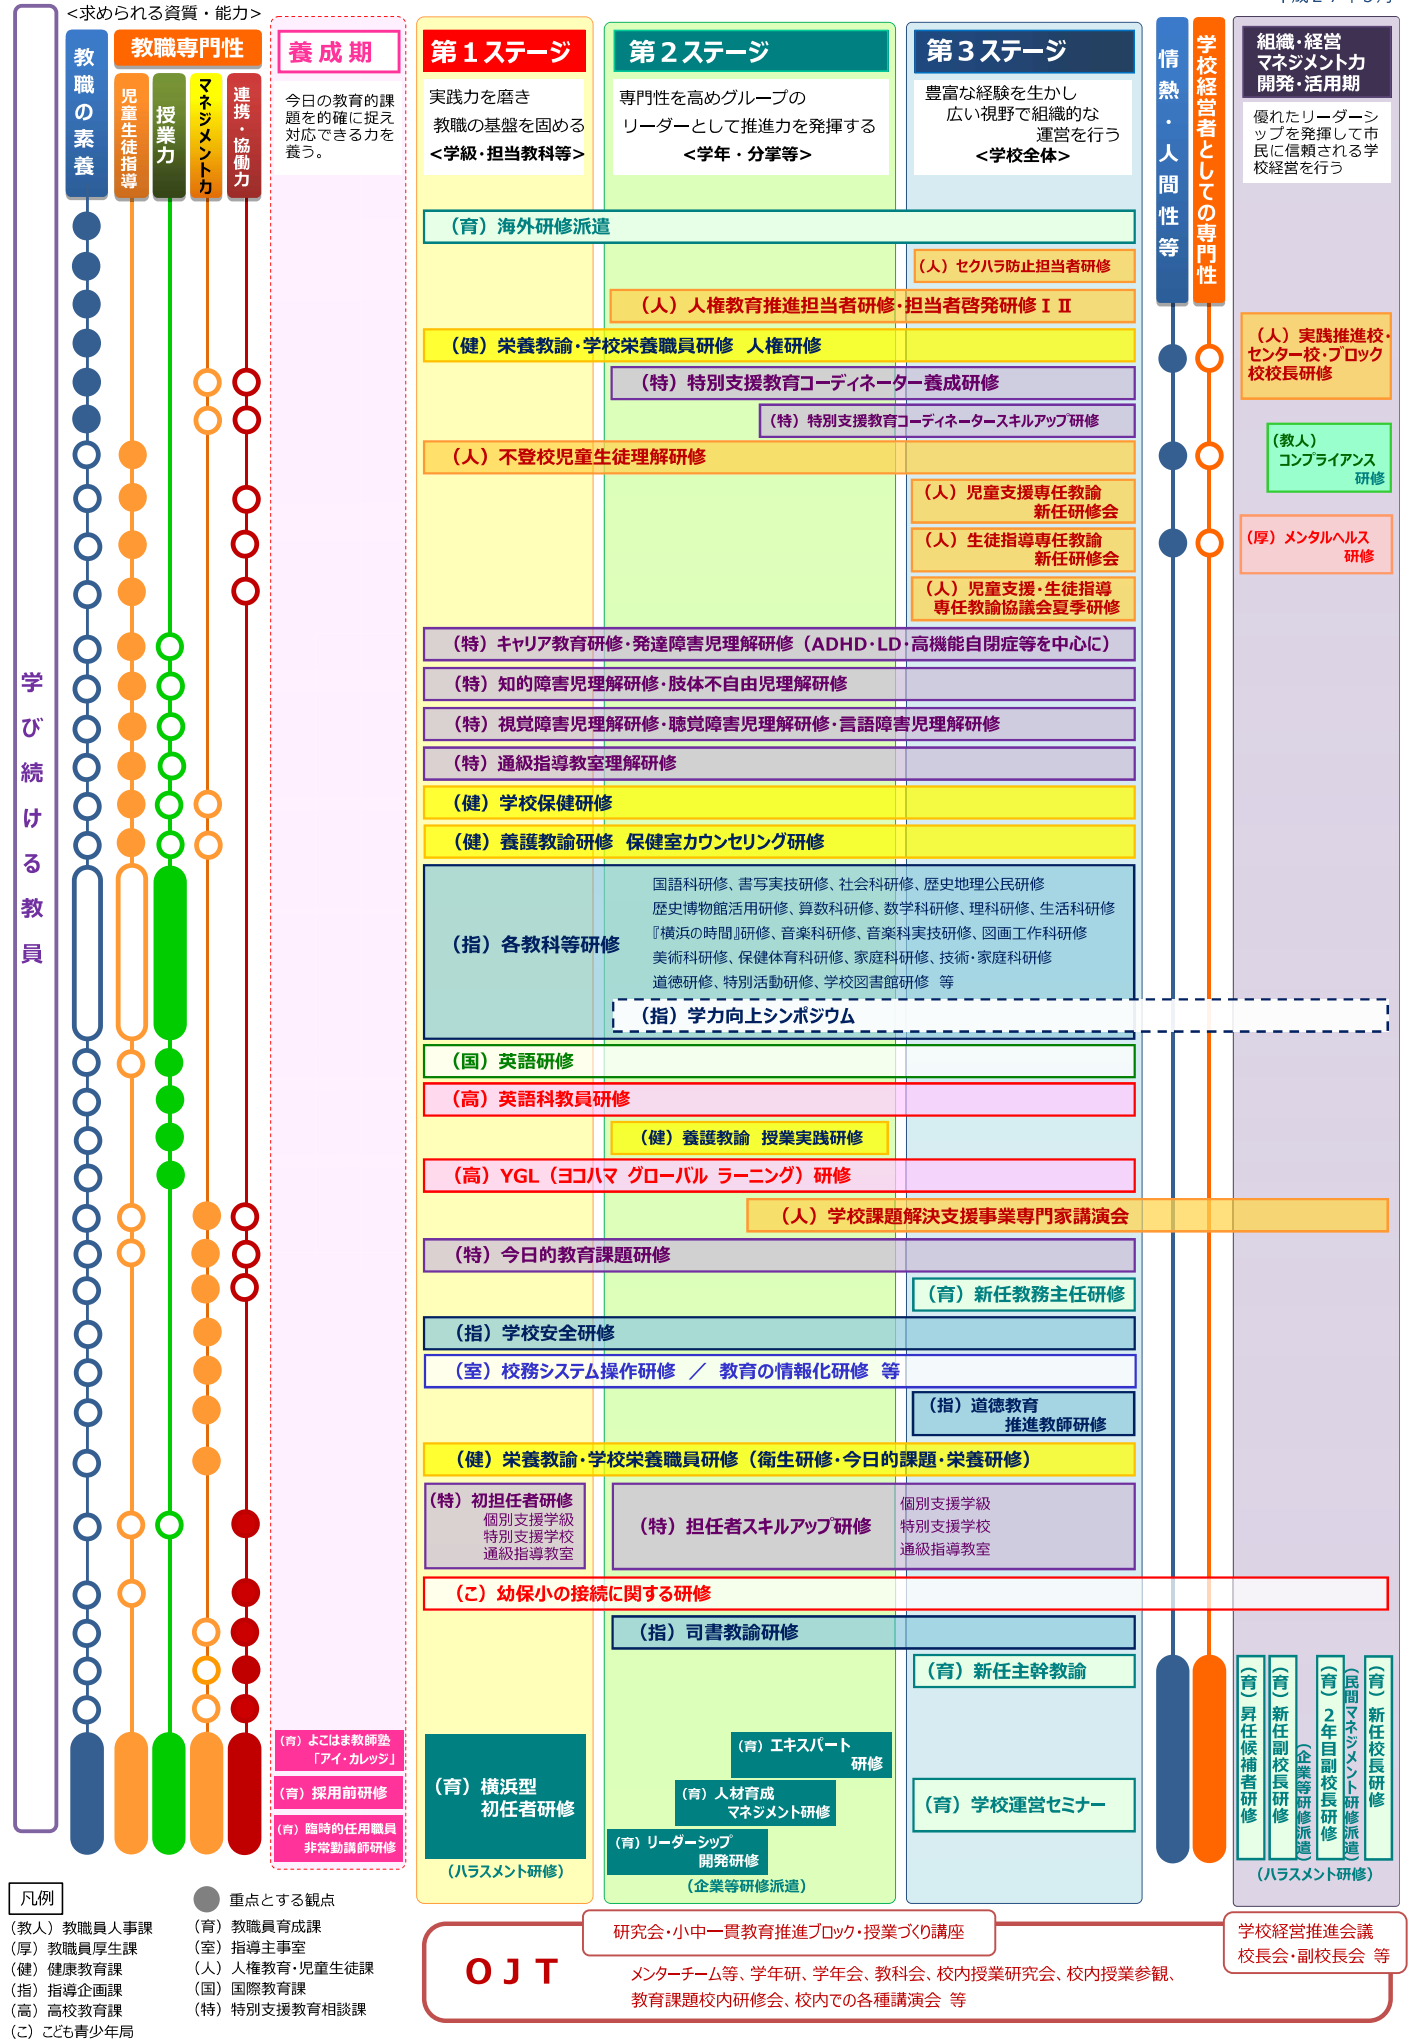 <求められる資質・能力>
教職の素養
教職専門性
児童生徒指導
授業力
マネジメント力
連携・協働力
養成期
今日の教育的課
題を的確に捉え
対応できる力を
養う。
第１ステージ
実践力を磨き
教職の基盤を固める
<学級・担当教科等>
第２ステージ
専門性を高めグループの
リーダーとして推進力を発揮する
<学年・分掌等>
第３ステージ
豊富な経験を生かし
広い視野で組織的な
運営を行う
<学校全体>
情熱・人間性等
学校経営者としての専門性
組織・経営
マネジメント力
開発・活用期
優れたリーダーシ
ップを発揮して市
民に信頼される学
校経営を行う
学び続ける教員
（育）海外研修派遣
（人）セクハラ防止担当者研修
（人）人権教育推進担当者研修・担当者啓発研修ⅠⅡ
（健）栄養教諭・学校栄養職員研修　人権研修
（人）実践推進校・
センター校・ブロック
校校長研修
（特）特別支援教育コーディネーター養成研修
（特）特別支援教育コーディネータースキルアップ研修
（教人）
コンプライアンス
研修
（人）不登校児童生徒理解研修
（人）児童支援専任教諭
新任研修会
（人）生徒指導専任教諭
新任研修会
（厚）メンタルヘルス
研修
（人）児童支援・生徒指導
専任教諭協議会夏季研修
（特）キャリア教育研修・発達障害児理解研修（ADHD・LD・高機能自閉症等を中心に）
（特）知的障害児理解研修・肢体不自由児理解研修
（特）視覚障害児理解研修・聴覚障害児理解研修・言語障害児理解研修
（特）通級指導教室理解研修
（健）学校保健研修
（健）養護教諭研修　保健室カウンセリング研修
（指）各教科等研修
国語科研修、書写実技研修、社会科研修、歴史地理公民研修
歴史博物館活用研修、算数科研修、数学科研修、理科研修、生活科研修
『横浜の時間』研修、音楽科研修、音楽科実技研修、図画工作科研修
美術科研修、保健体育科研修、家庭科研修、技術・家庭科研修
道徳研修、特別活動研修、学校図書館研修　等
（指）学力向上シンポジウム
（国）英語研修
（高）英語科教員研修
（健）養護教諭　授業実践研修
（高）YGL（ヨコハマ グローバル ラーニング）研修
（人）学校課題解決支援事業専門家講演会
（特）今日的教育課題研修
（育）新任教務主任研修
（指）学校安全研修
（室）校務システム操作研修　／　教育の情報化研修　等
（指）道徳教育
推進教師研修
（健）栄養教諭・学校栄養職員研修（衛生研修・今日的課題・栄養研修）
（特）初担任者研修
個別支援学級
特別支援学校
通級指導教室
（特）担任者スキルアップ研修
個別支援学級
特別支援学校
通級指導教室
（こ）幼保小の接続に関する研修
（指）司書教諭研修
（育）新任主幹教諭
（育）よこはま教師塾
「アイ・カレッジ」
（育）採用前研修
（育）臨時的任用職員
非常勤講師研修
（育）横浜型
初任者研修
（ハラスメント研修）
（育）エキスパート
研修
（育）人材育成
マネジメント研修
（育）リーダーシップ
開発研修
（企業等研修派遣）
（育）学校運営セミナー
（育）昇任候補者研修
（育）新任副校長研修
（企業等研修派遣）
（育）２年目副校長研修
（民間マネジメント研修派遣）
（育）新任校長研修
（ハラスメント研修）
凡例
（教人）教職員人事課
（厚）教職員厚生課
（健）健康教育課
（指）指導企画課
（高）高校教育課
（こ）こども青少年局
重点とする観点
（育）教職員育成課
（室）指導主事室
（人）人権教育・児童生徒課
（国）国際教育課
（特）特別支援教育相談課
ＯＪＴ
研究会・小中一貫教育推進ブロック・授業づくり講座
メンターチーム等、学年研、学年会、教科会、校内授業研究会、校内授業参観、
教育課題校内研修会、校内での各種講演会　等
学校経営推進会議
校長会・副校長会　等